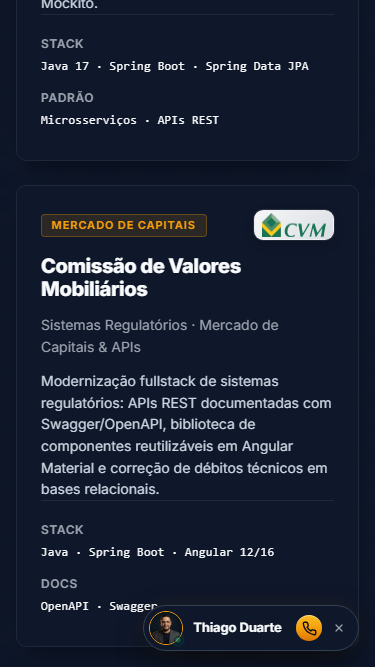 Mockito.
STACK
Java 17 · Spring Boot · Spring Data JPA
PADRÃO
Microsserviços · APIs REST
MERCADO DE CAPITAIS
CVM
Comissão de Valores
Mobiliários
Sistemas Regulatórios · Mercado de
Capitais & APIs
Modernização fullstack de sistemas
regulatórios: APIs REST documentadas com
Swagger/OpenAPI, biblioteca de
componentes reutilizáveis em Angular
Material e correção de débitos técnicos em
bases relacionais.
STACK
Java · Spring Boot · Angular 12/16
DOCS
OpenAPI · Swagger
Thiago Duarte